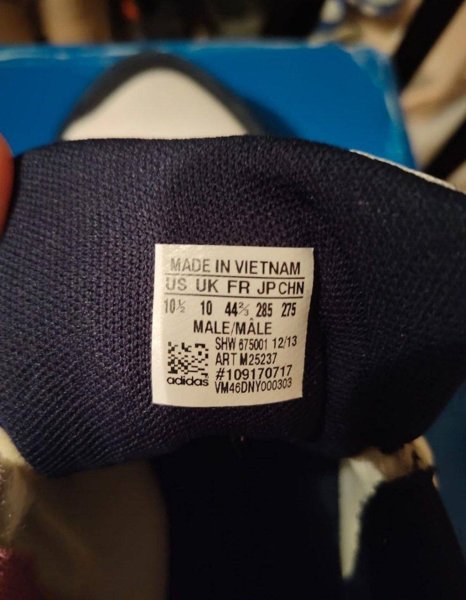 MADE IN VIETNAM
US UK FR JP CHN
10½ 10 44⅔ 285 275
MALE/MÂLE
SHW 675001 12/13
ART M25237
#109170717
adidas VM46DNY000303